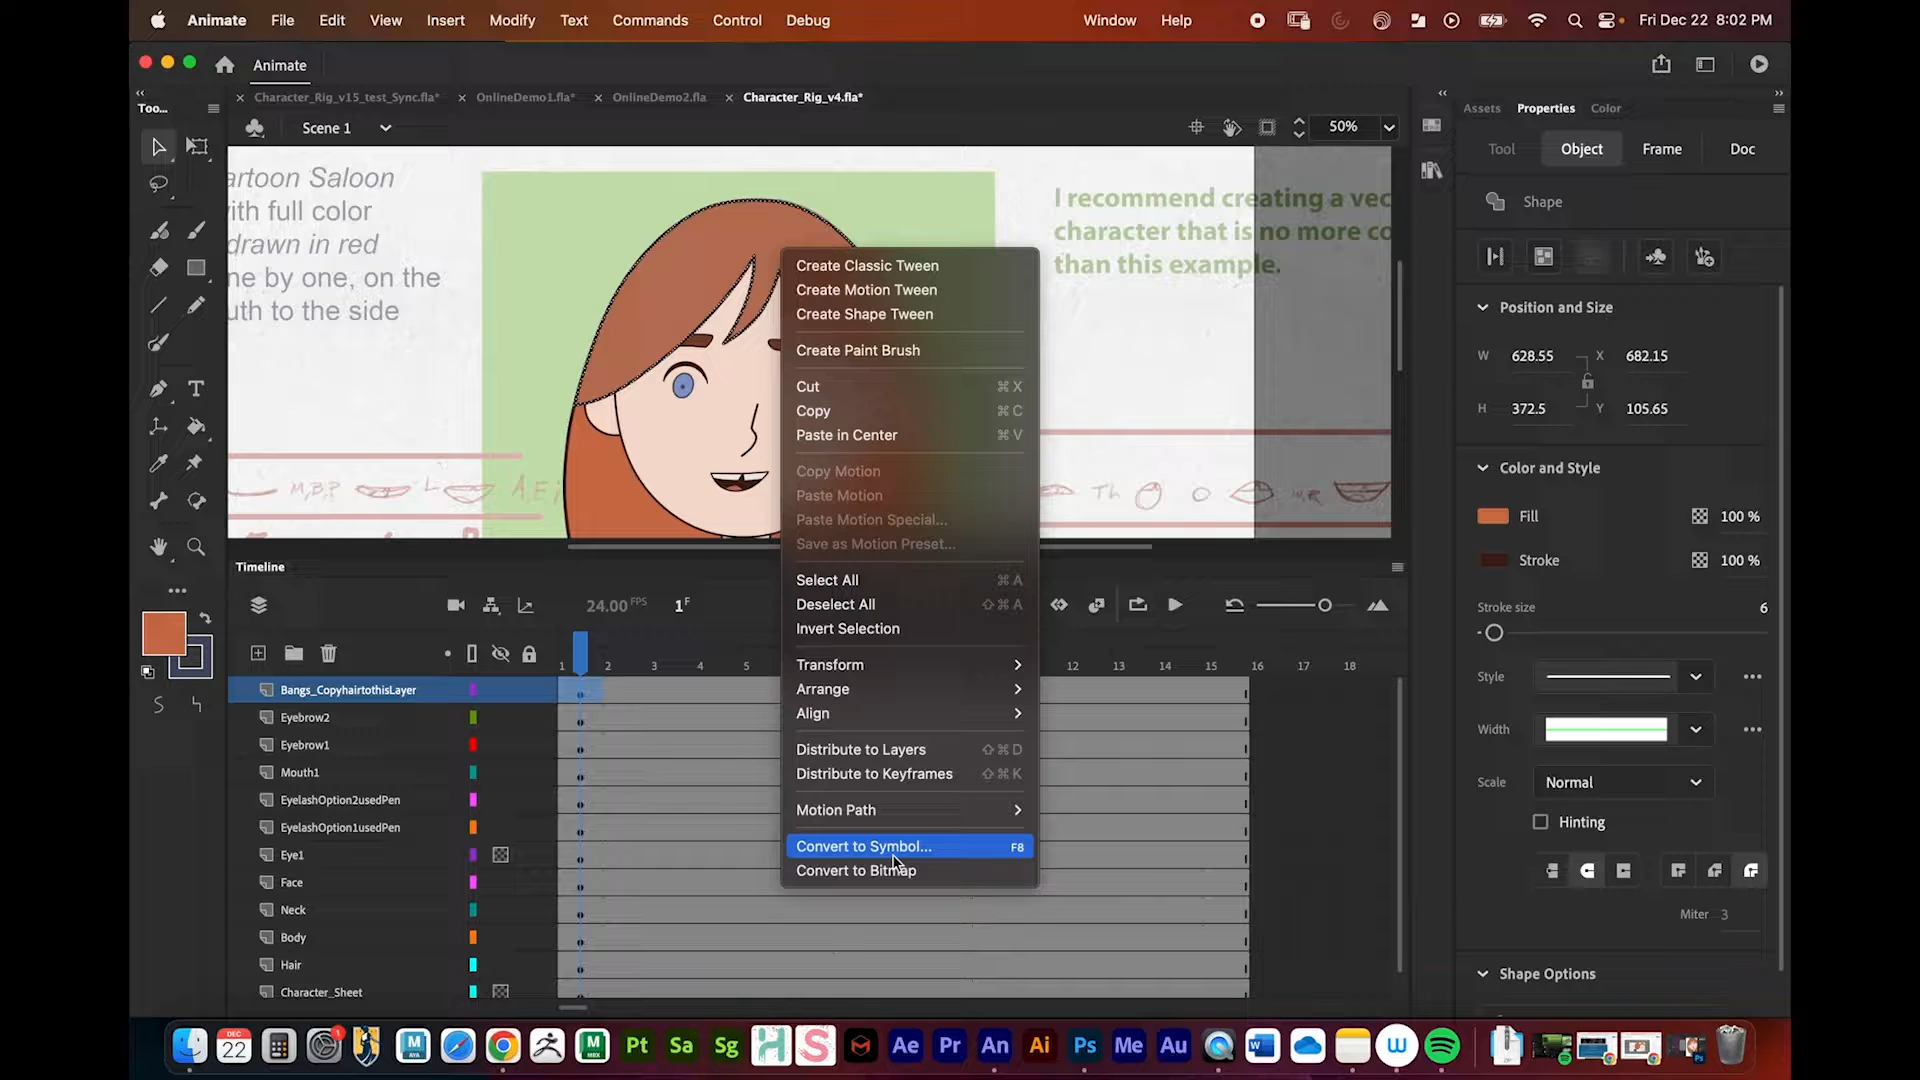 Animate File Edit View Insert Modify Text Commands Control Debug Window Help Fri Dec 22 8:02 PM
Animate
Too...
Character_Rig_v15_test_Sync.fla* OnlineDemo1.fla* OnlineDemo2.fla Character_Rig_v4.fla*
Assets Properties Color
Scene 1 50%
Tool Object Frame Doc
artoon Saloon
ith full color
drawn in red
ne by one, on the
uth to the side
I recommend creating a vec
character that is no more co
than this example.
M,B,P L A,E,
Th O W,R
Shape
Position and Size
W 628.55 X 682.15
H 372.5 Y 105.65
Color and Style
Fill 100 %
Stroke 100 %
Stroke size 6
Style
Width
Scale Normal
Hinting
Miter 3
Shape Options
Create Classic Tween
Create Motion Tween
Create Shape Tween
Create Paint Brush
Cut ⌘ X
Copy ⌘ C
Paste in Center ⌘ V
Copy Motion
Paste Motion
Paste Motion Special...
Save as Motion Preset...
Select All ⌘ A
Deselect All ⇧ ⌘ A
Invert Selection
Transform
Arrange
Align
Distribute to Layers ⇧ ⌘ D
Distribute to Keyframes ⇧ ⌘ K
Motion Path
Convert to Symbol... F8
Convert to Bitmap
Timeline
24.00 FPS 1 F
1 2 3 4 5 12 13 14 15 16 17 18
Bangs_CopyhairtothisLayer
Eyebrow2
Eyebrow1
Mouth1
EyelashOption2usedPen
EyelashOption1usedPen
Eye1
Face
Neck
Body
Hair
Character_Sheet
DEC 22 1 M AYA M MBX Pt Sa Sg H S Ae Pr An Ai Ps Me Au W w